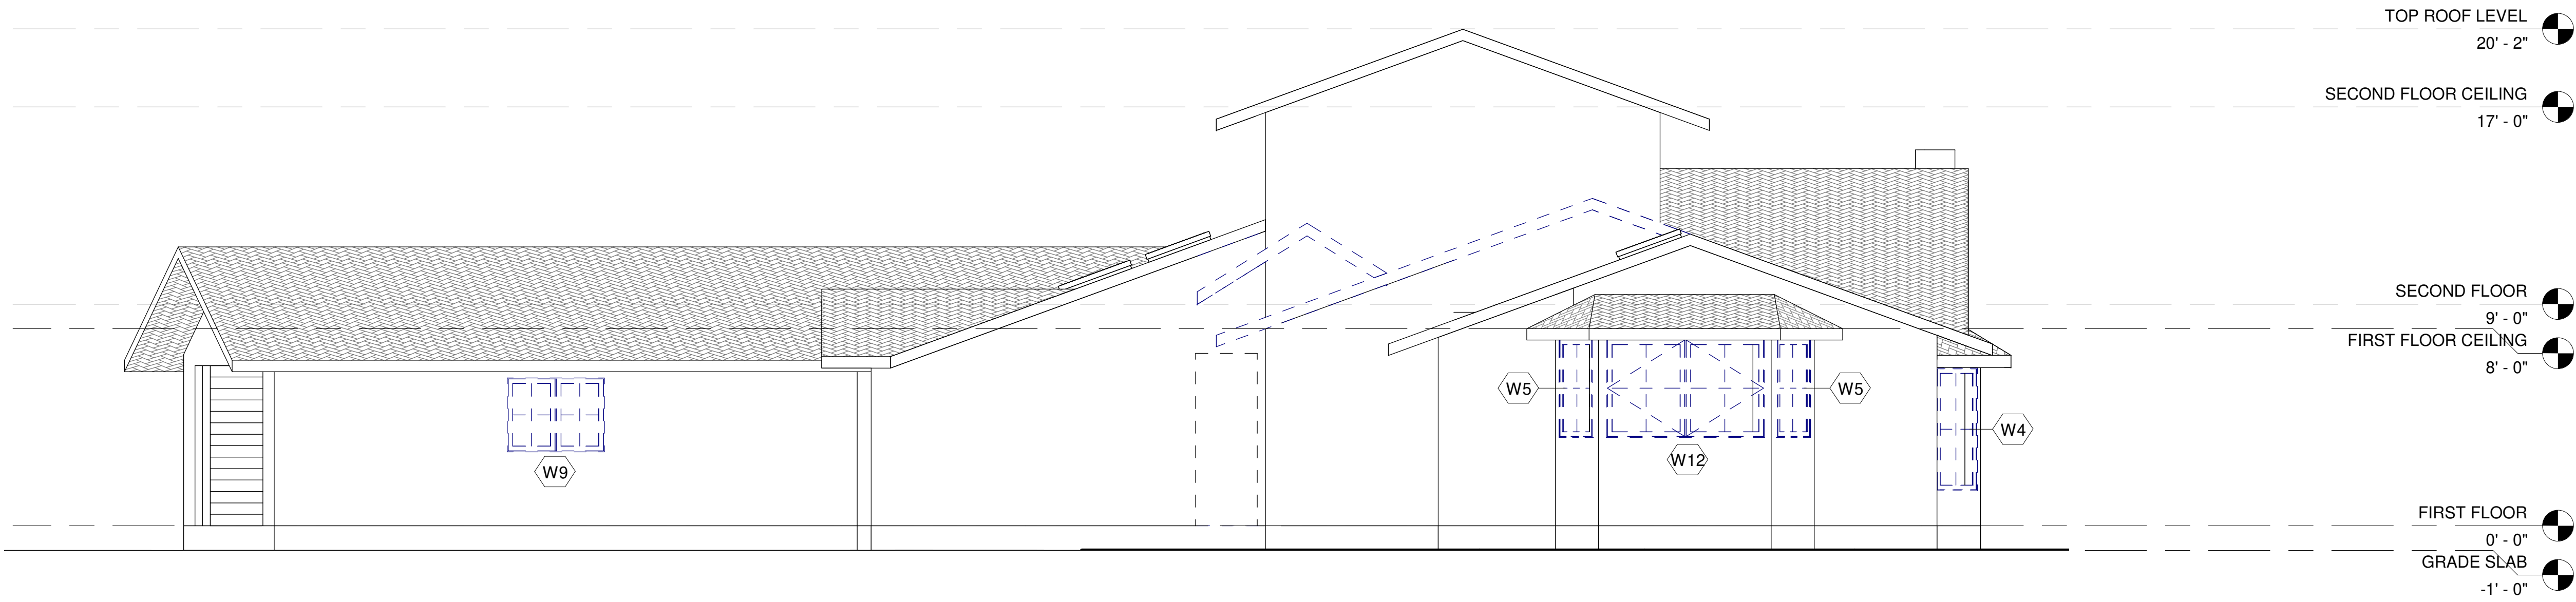 TOP ROOF LEVEL
20' - 2"
SECOND FLOOR CEILING
17' - 0"
SECOND FLOOR
9' - 0"
FIRST FLOOR CEILING
8' - 0"
W5
W5
W4
W12
W9
FIRST FLOOR
0' - 0"
GRADE SLAB
-1' - 0"